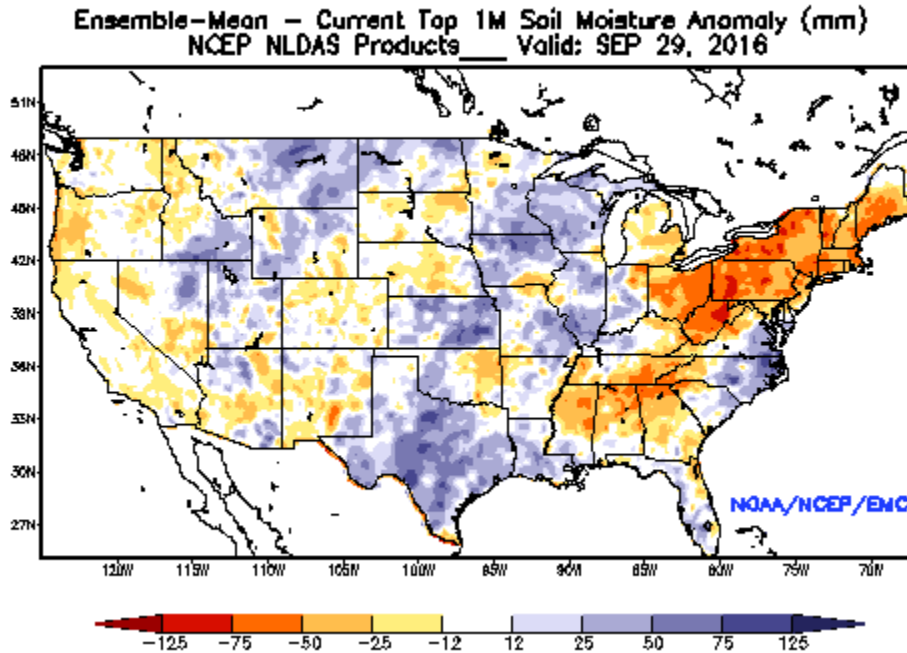 Ensemble-Mean - Current Top 1M Soil Moisture Anomaly (mm)
NCEP NLDAS Products___ Valid: SEP 29, 2016
51N
48N
45N
42N
39N
36N
33N
30N
27N
NOAA/NCEP/EMC
120W 115W 110W 105W 100W 95W 90W 85W 80W 75W 70W
-125 -75 -50 -25 -12 12 25 50 75 125